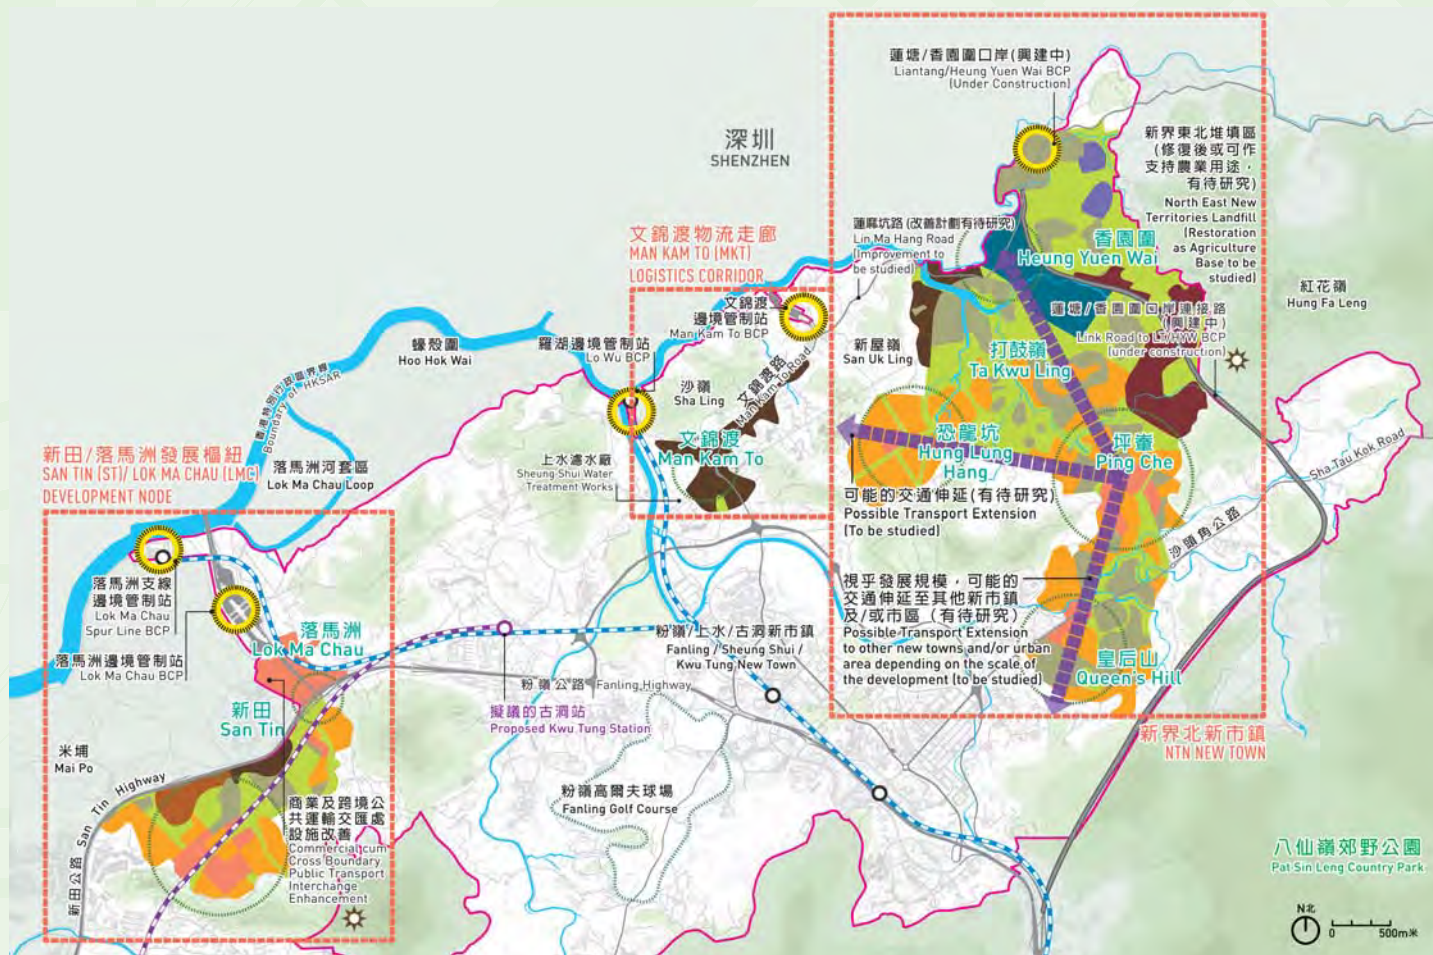 蓮塘/香園圍口岸(興建中)
Liantang/Heung Yuen Wai BCP
(Under Construction)
深圳
SHENZHEN
新界東北堆填區
(修復後或可作
支持農業用途，
有待研究)
North East New
Territories Landfill
(Restoration
as Agriculture
Base to be
studied)
蓮麻坑路(改善計劃有待研究)
Lin Ma Hang Road
(Improvement to
be studied)
香園圍
Heung Yuen Wai
文錦渡物流走廊
MAN KAM TO (MKT)
LOGISTICS CORRIDOR
紅花嶺
Hung Fa Leng
文錦渡
邊境管制站
Man Kam To BCP
蓮塘/香園圍口岸連接路
(興建中)
Link Road to LT/HYW BCP
(under construction)
蠔殼圍
Hoo Hok Wai
羅湖邊境管制站
Lo Wu BCP
新屋嶺
San Uk Ling
打鼓嶺
Ta Kwu Ling
文錦渡路
Man Kam To Road
沙嶺
Sha Ling
香港特別行政區界線
Boundary of HKSAR
文錦渡
Man Kam To
恐龍坑
Hung Lung
Hang
坪輋
Ping Che
Sha Tau Kok Road
沙頭角公路
新田/落馬洲發展樞紐
SAN TIN (ST)/ LOK MA CHAU (LMC)
DEVELOPMENT NODE
落馬洲河套區
Lok Ma Chau Loop
上水濾水廠
Sheung Shui Water
Treatment Works
可能的交通伸延(有待研究)
Possible Transport Extension
(To be studied)
落馬洲支線
邊境管制站
Lok Ma Chau
Spur Line BCP
視乎發展規模，可能的
交通伸延至其他新市鎮
及/或市區（有待研究）
Possible Transport Extension
to other new towns and/or urban
area depending on the scale of
the development (to be studied)
落馬洲
Lok Ma Chau
落馬洲邊境管制站
Lok Ma Chau BCP
粉嶺/上水/古洞新市鎮
Fanling / Sheung Shui /
Kwu Tung New Town
皇后山
Queen's Hill
粉嶺公路 Fanling Highway
擬議的古洞站
Proposed Kwu Tung Station
新田
San Tin
新界北新市鎮
NTN NEW TOWN
米埔
Mai Po
新田公路 San Tin Highway
商業及跨境公
共運輸交匯處
設施改善
Commercial cum
Cross Boundary
Public Transport
Interchange
Enhancement
粉嶺高爾夫球場
Fanling Golf Course
八仙嶺郊野公園
Pat Sin Leng Country Park
N北
0 500m米